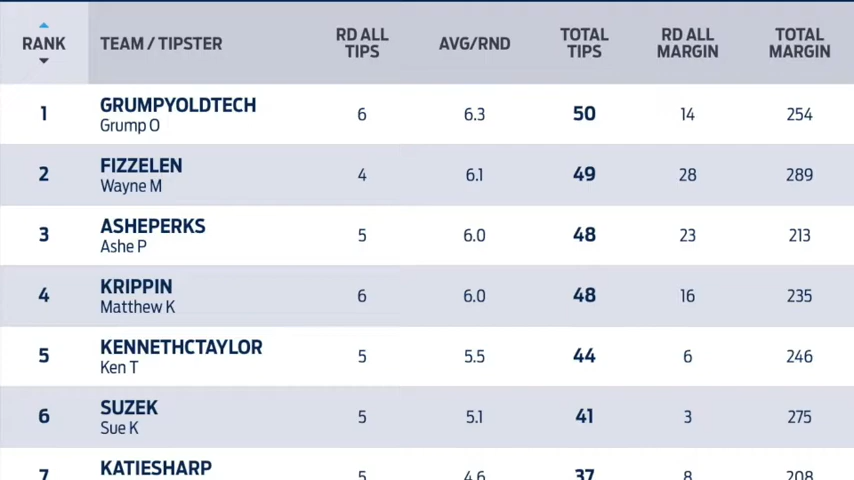 RANK TEAM / TIPSTER RD ALL TIPS AVG/RND TOTAL TIPS RD ALL MARGIN TOTAL MARGIN
1 GRUMPYOLDTECH 6 6.3 50 14 254
Grump O
2 FIZZELEN 4 6.1 49 28 289
Wayne M
3 ASHEPERKS 5 6.0 48 23 213
Ashe P
4 KRIPPIN 6 6.0 48 16 235
Matthew K
5 KENNETHCTAYLOR 5 5.5 44 6 246
Ken T
6 SUZEK 5 5.1 41 3 275
Sue K
7 KATIESHARP 5 4.6 37 8 208